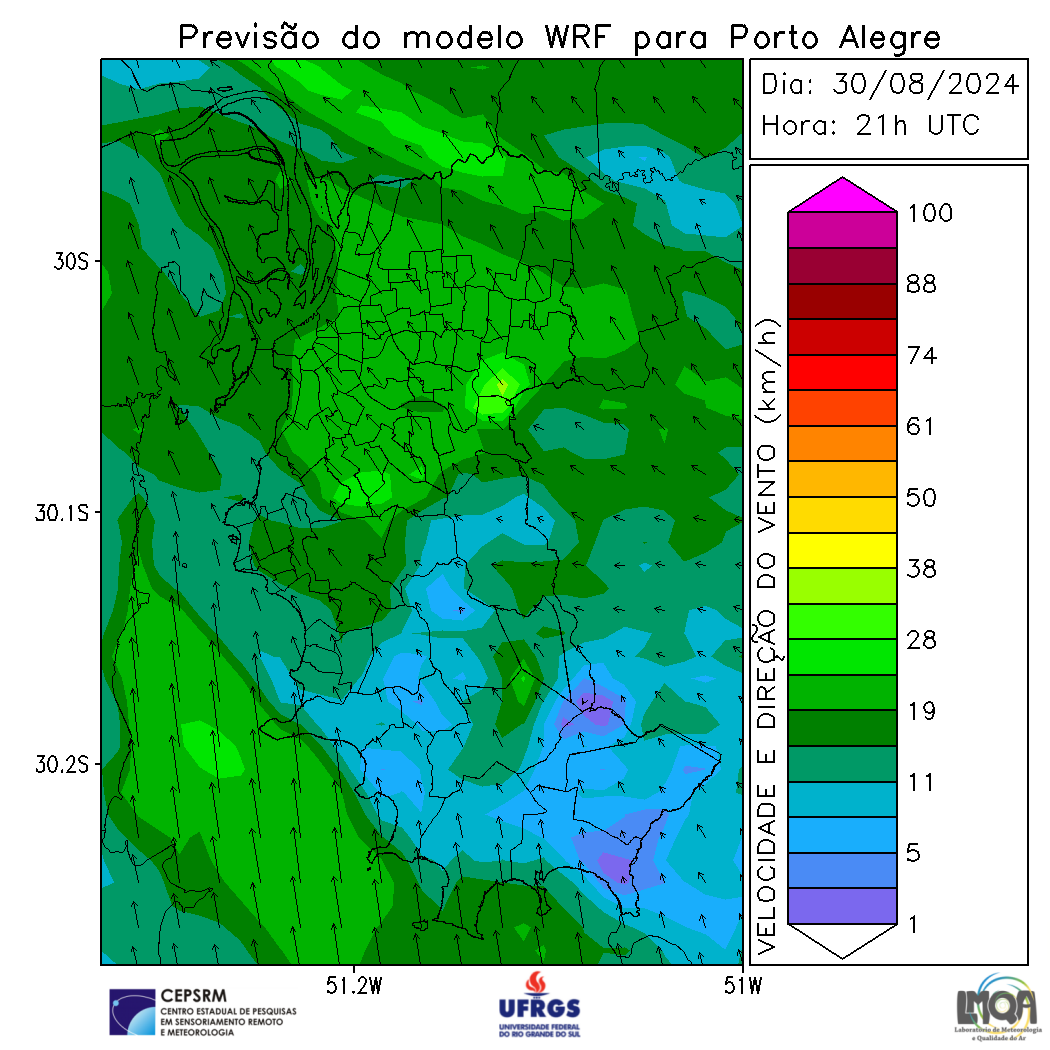 Previsão do modelo WRF para Porto Alegre
Dia: 30/08/2024
Hora: 21h UTC
100
88
74
61
50
38
28
19
11
5
1
VELOCIDADE E DIREÇÃO DO VENTO (km/h)
30S
30.1S
30.2S
51.2W
51W
CEPSRM
CENTRO ESTADUAL DE PESQUISAS
EM SENSORIAMENTO REMOTO
E METEOROLOGIA
UFRGS
UNIVERSIDADE FEDERAL
DO RIO GRANDE DO SUL
LMQA
Laboratório de Meteorologia
e Qualidade do Ar